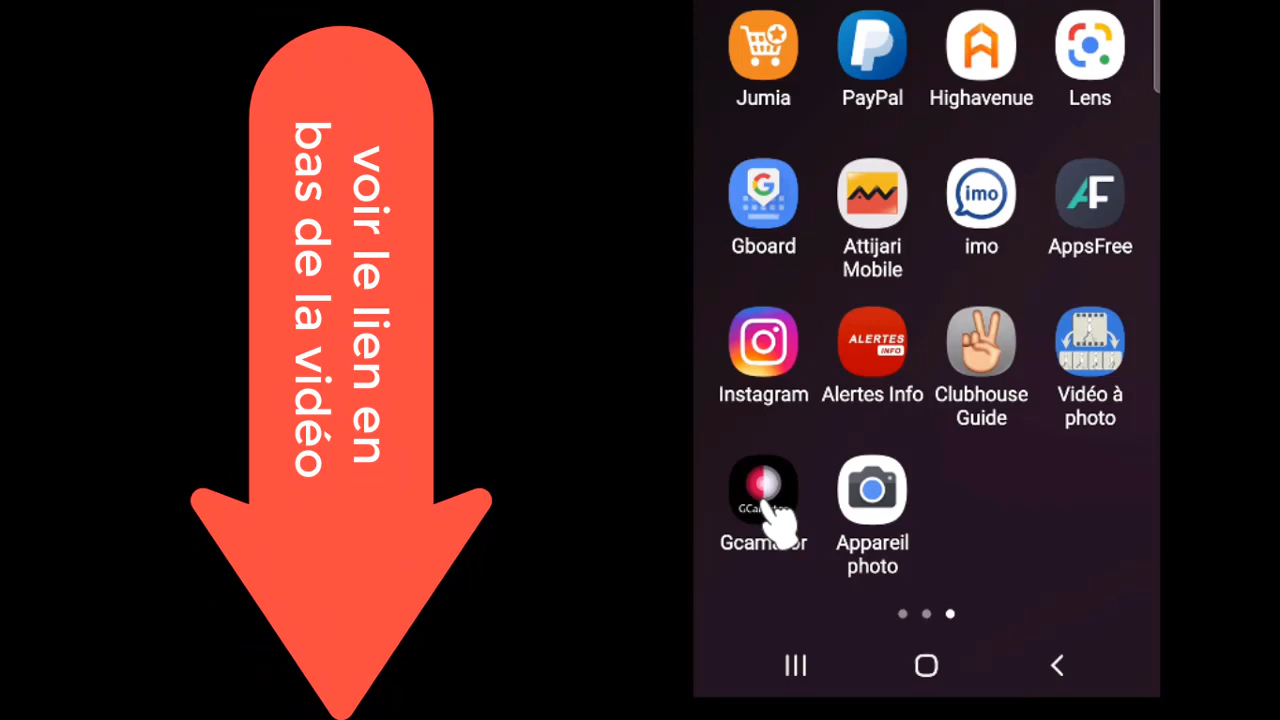 voir le lien en
bas de la vidéo
Jumia
PayPal
Highavenue
Lens
Gboard
Attijari
Mobile
imo
imo
AppsFree
ALERTES
INFO
Instagram
Alertes Info
Clubhouse
Guide
Vidéo à
photo
Appareil
photo